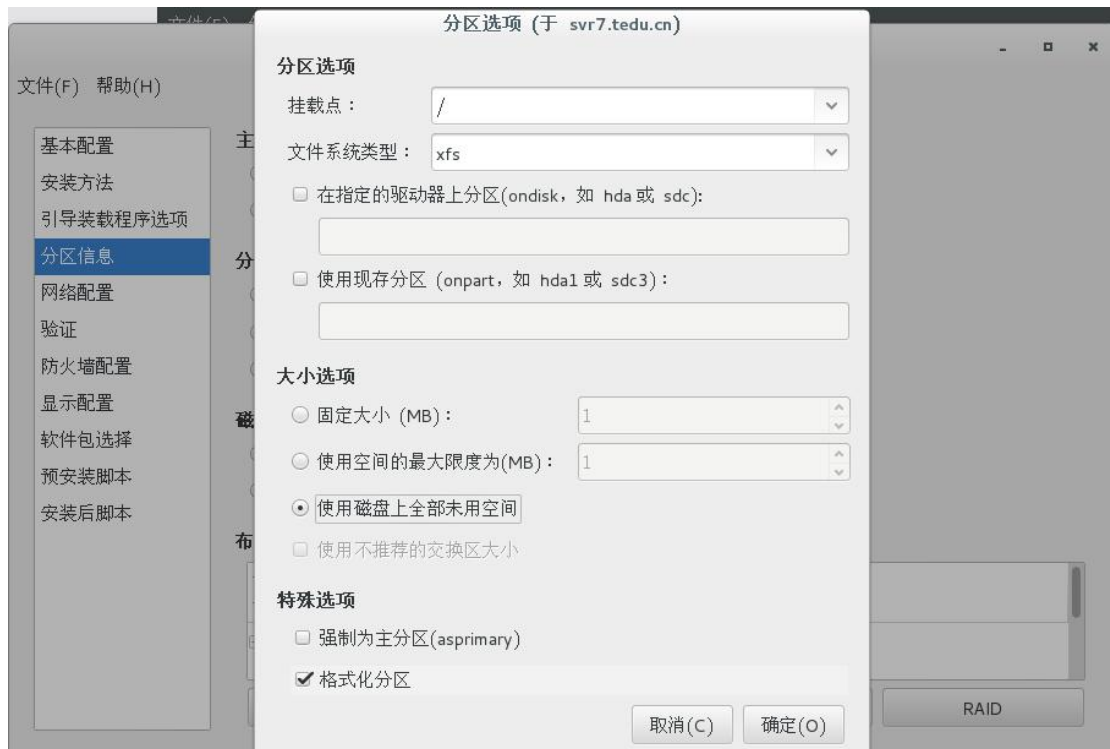 分区选项 (于 svr7.tedu.cn)
文件(F) 帮助(H)
基本配置
安装方法
引导装载程序选项
分区信息
网络配置
验证
防火墙配置
显示配置
软件包选择
预安装脚本
安装后脚本
主
分
磁
布
分区选项
挂载点： /
文件系统类型： xfs
在指定的驱动器上分区(ondisk，如 hda 或 sdc):
使用现存分区 (onpart，如 hda1 或 sdc3)：
大小选项
固定大小 (MB)： 1
使用空间的最大限度为(MB)： 1
使用磁盘上全部未用空间
使用不推荐的交换区大小
特殊选项
强制为主分区(asprimary)
格式化分区
取消(C) 确定(O)
RAID